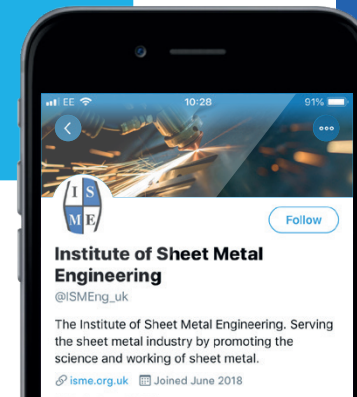 EE 10:28 91%
I S
M E
Follow
Institute of Sheet Metal
Engineering
@ISMEng_uk
The Institute of Sheet Metal Engineering. Serving
the sheet metal industry by promoting the
science and working of sheet metal.
isme.org.uk Joined June 2018